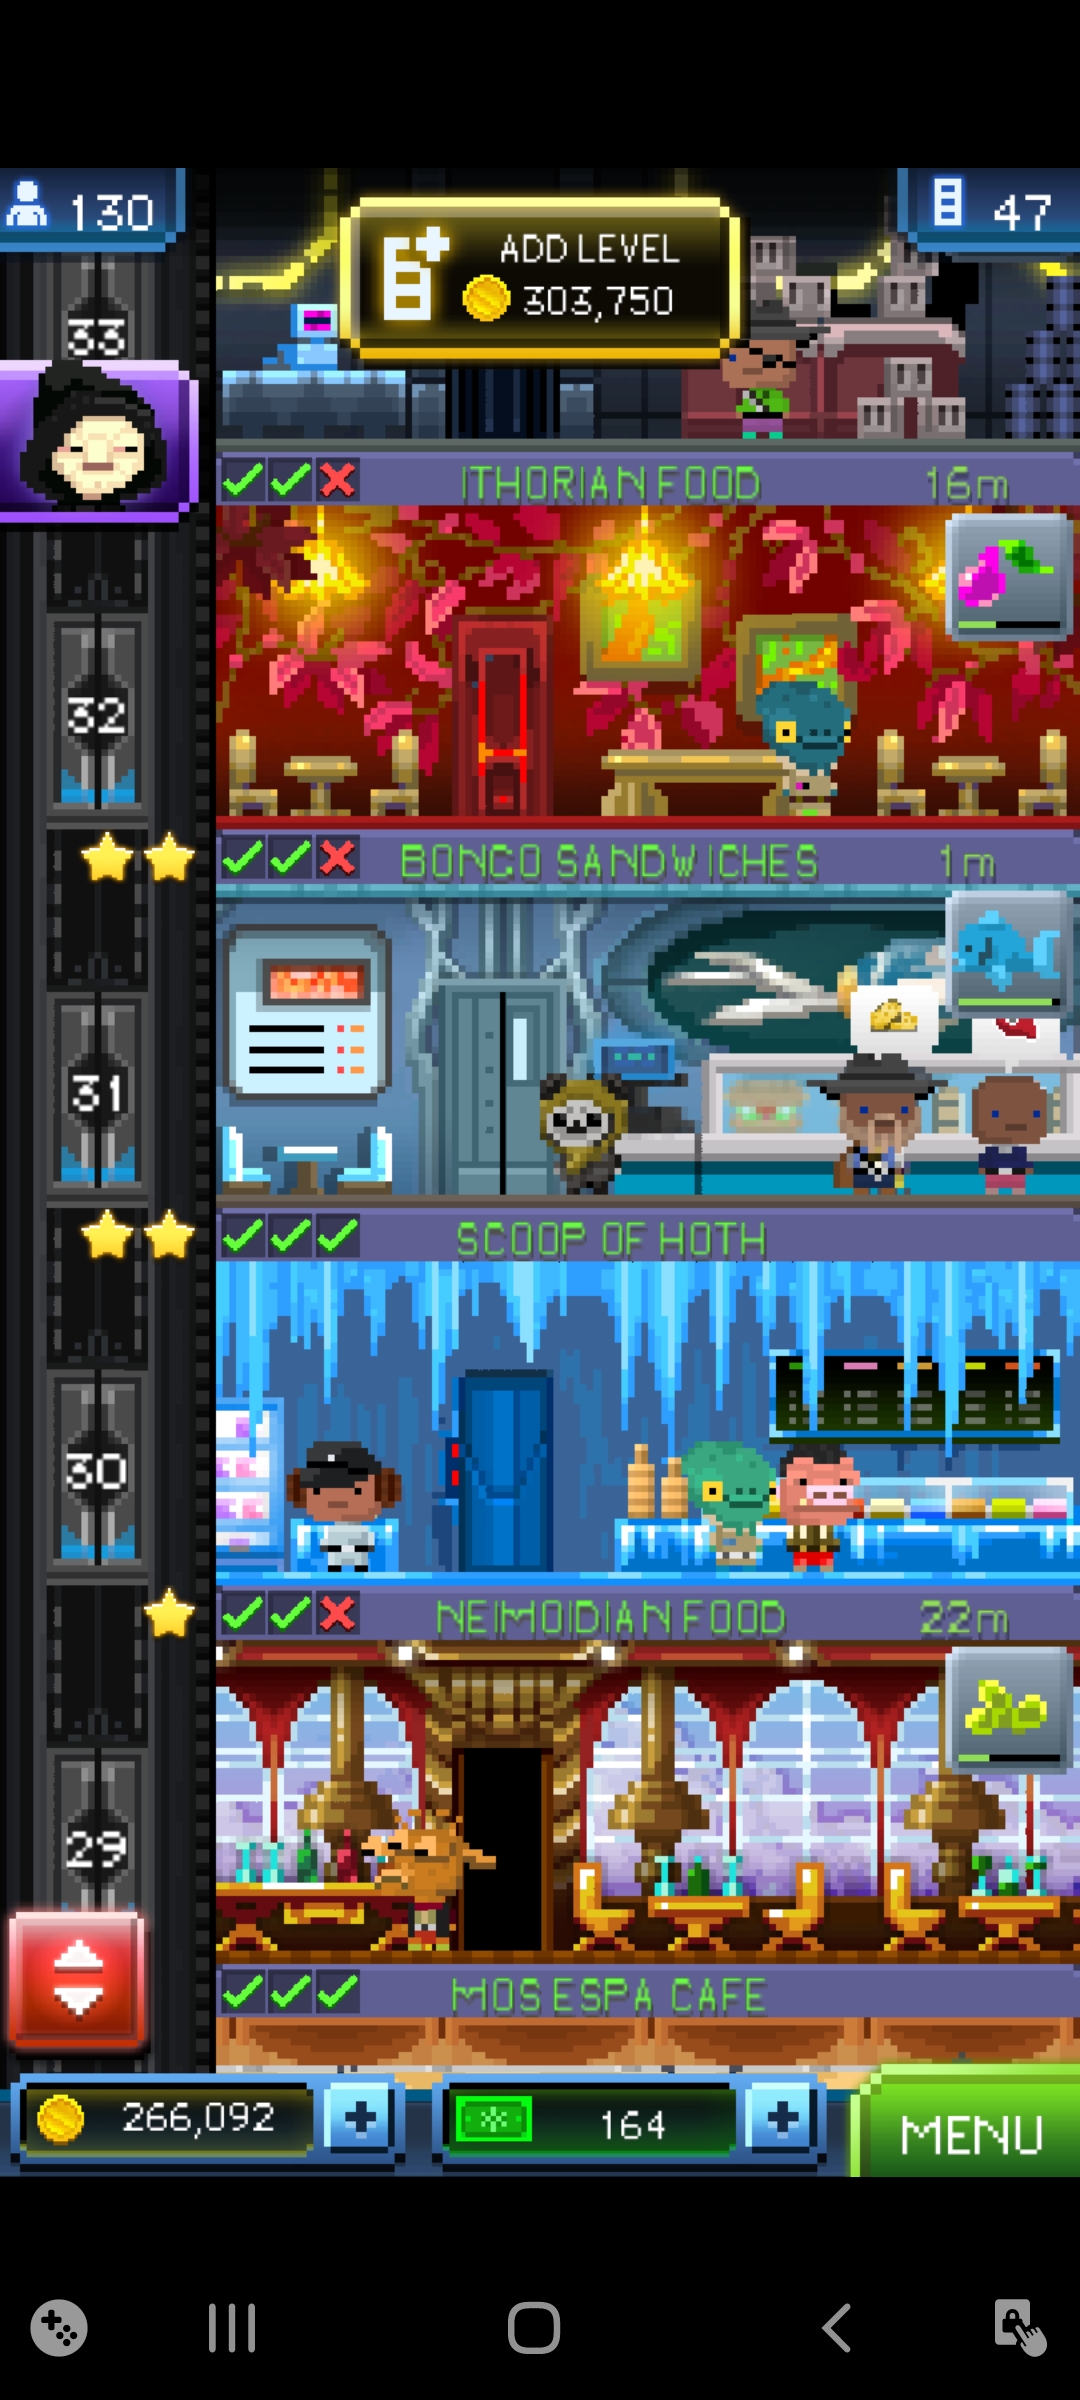 130
47
ADD LEVEL
303,750
33
ITHORIAN FOOD 16m
32
BONGO SANDWICHES 1m
31
SCOOP OF HOTH
30
NEIMOIDIAN FOOD 22m
29
MOS ESPA CAFE
266,092
164
MENU